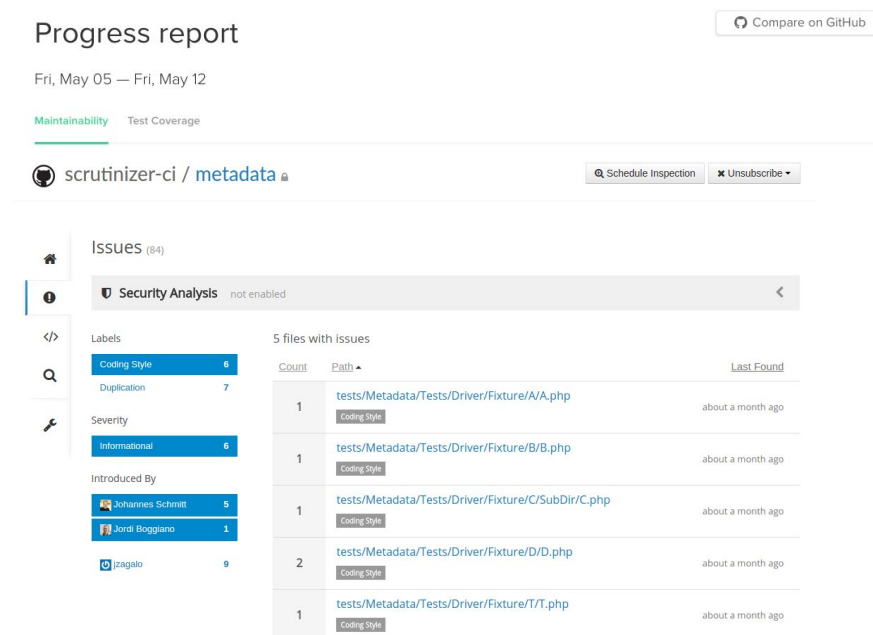 Progress report
Compare on GitHub
Fri, May 05 — Fri, May 12
Maintainability Test Coverage
scrutinizer-ci / metadata
Schedule Inspection
Unsubscribe
Issues (84)
Security Analysis not enabled
Labels
Coding Style 6
Duplication 7
Severity
Informational 6
Introduced By
Johannes Schmitt 5
Jordi Boggiano 1
jzagalo 9
5 files with issues
Count Path Last Found
1 tests/Metadata/Tests/Driver/Fixture/A/A.php about a month ago
Coding Style
1 tests/Metadata/Tests/Driver/Fixture/B/B.php about a month ago
Coding Style
1 tests/Metadata/Tests/Driver/Fixture/C/SubDir/C.php about a month ago
Coding Style
2 tests/Metadata/Tests/Driver/Fixture/D/D.php about a month ago
Coding Style
1 tests/Metadata/Tests/Driver/Fixture/T/T.php about a month ago
Coding Style